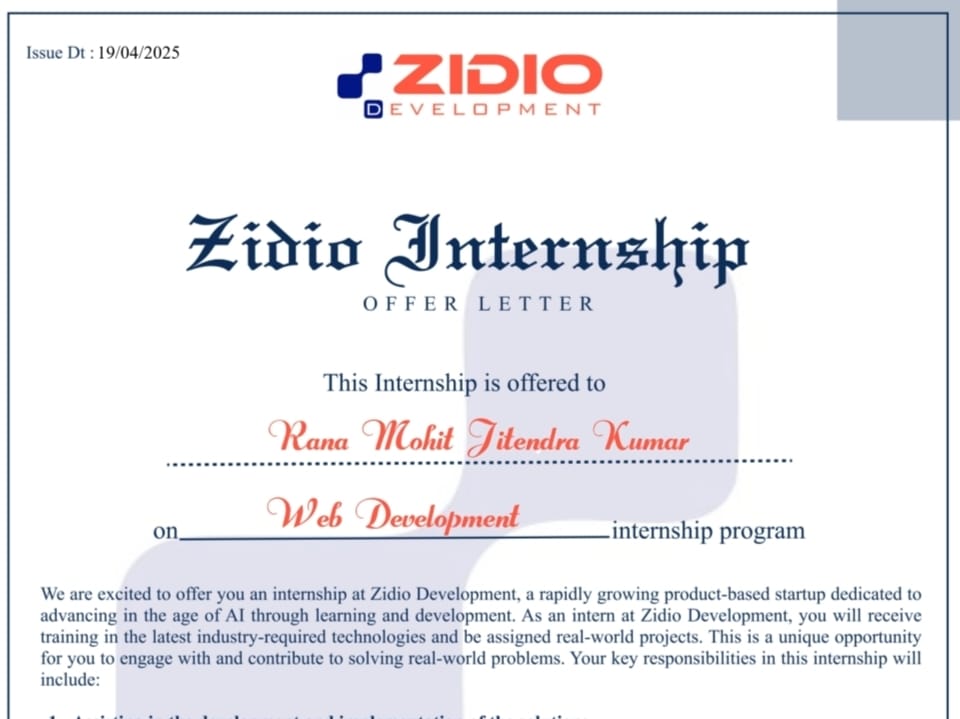 Issue Dt : 19/04/2025
ZIDIO
DEVELOPMENT
Zidio Internship
OFFER LETTER
This Internship is offered to
Rana Mohit Jitendra Kumar
on Web Development internship program
We are excited to offer you an internship at Zidio Development, a rapidly growing product-based startup dedicated to
advancing in the age of AI through learning and development. As an intern at Zidio Development, you will receive
training in the latest industry-required technologies and be assigned real-world projects. This is a unique opportunity
for you to engage with and contribute to solving real-world problems. Your key responsibilities in this internship will
include: